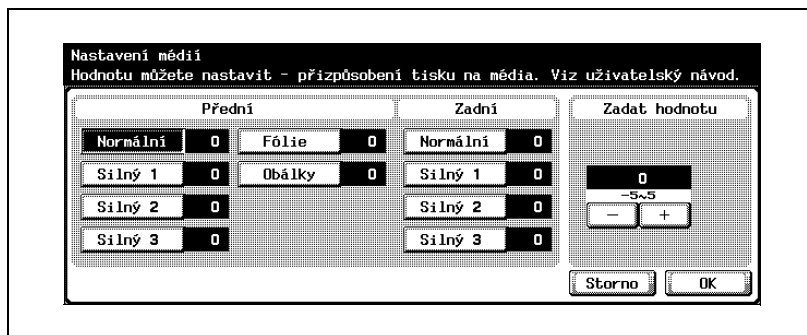 Nastavení médií
Hodnotu můžete nastavit - přizpůsobení tisku na média. Viz uživatelský návod.
Přední Zadní Zadat hodnotu
Normální 0 Fólie 0 Normální 0
Silný 1 0 Obálky 0 Silný 1 0 0
-5~5
Silný 2 0 Silný 2 0 - +
Silný 3 0 Silný 3 0
Storno OK